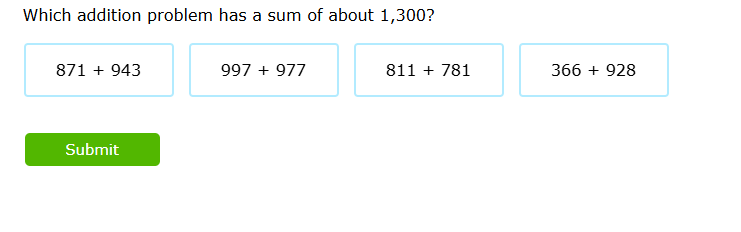 Which addition problem has a sum of about 1,300?
871 + 943 997 + 977 811 + 781 366 + 928
Submit